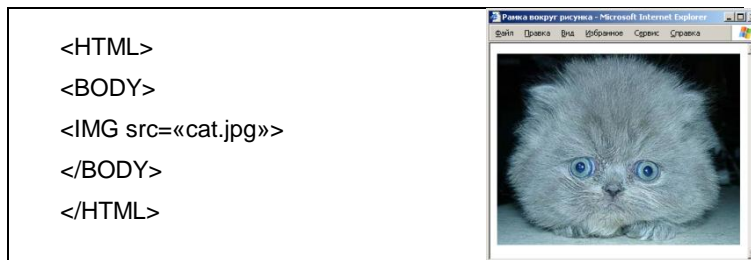 <HTML>
<BODY>
<IMG src=«cat.jpg»>
</BODY>
</HTML>
Рамка вокруг рисунка - Microsoft Internet Explorer
Файл Правка Вид Избранное Сервис Справка